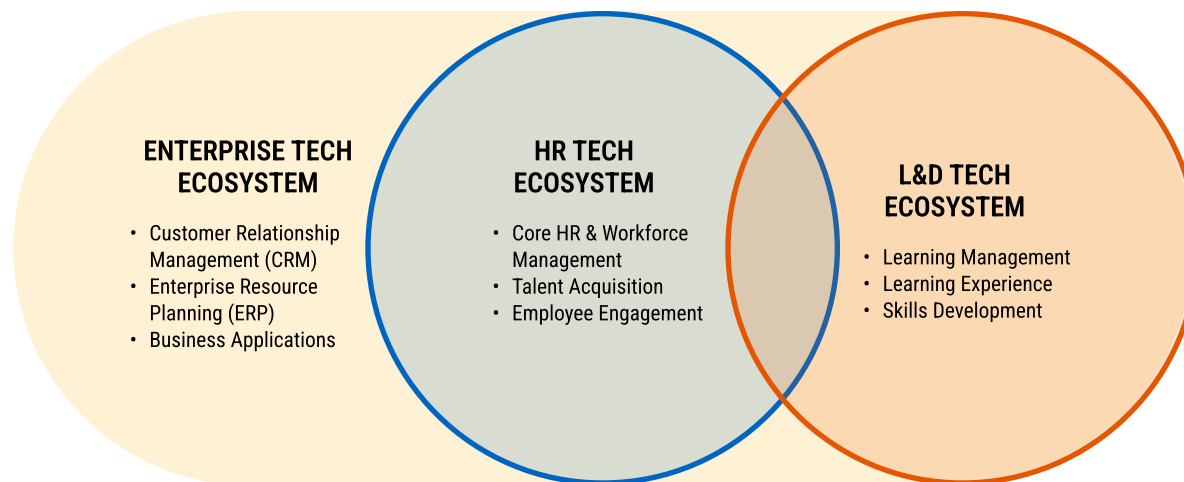 ENTERPRISE TECH
ECOSYSTEM
• Customer Relationship
Management (CRM)
• Enterprise Resource
Planning (ERP)
• Business Applications
HR TECH
ECOSYSTEM
• Core HR & Workforce
Management
• Talent Acquisition
• Employee Engagement
L&D TECH
ECOSYSTEM
• Learning Management
• Learning Experience
• Skills Development